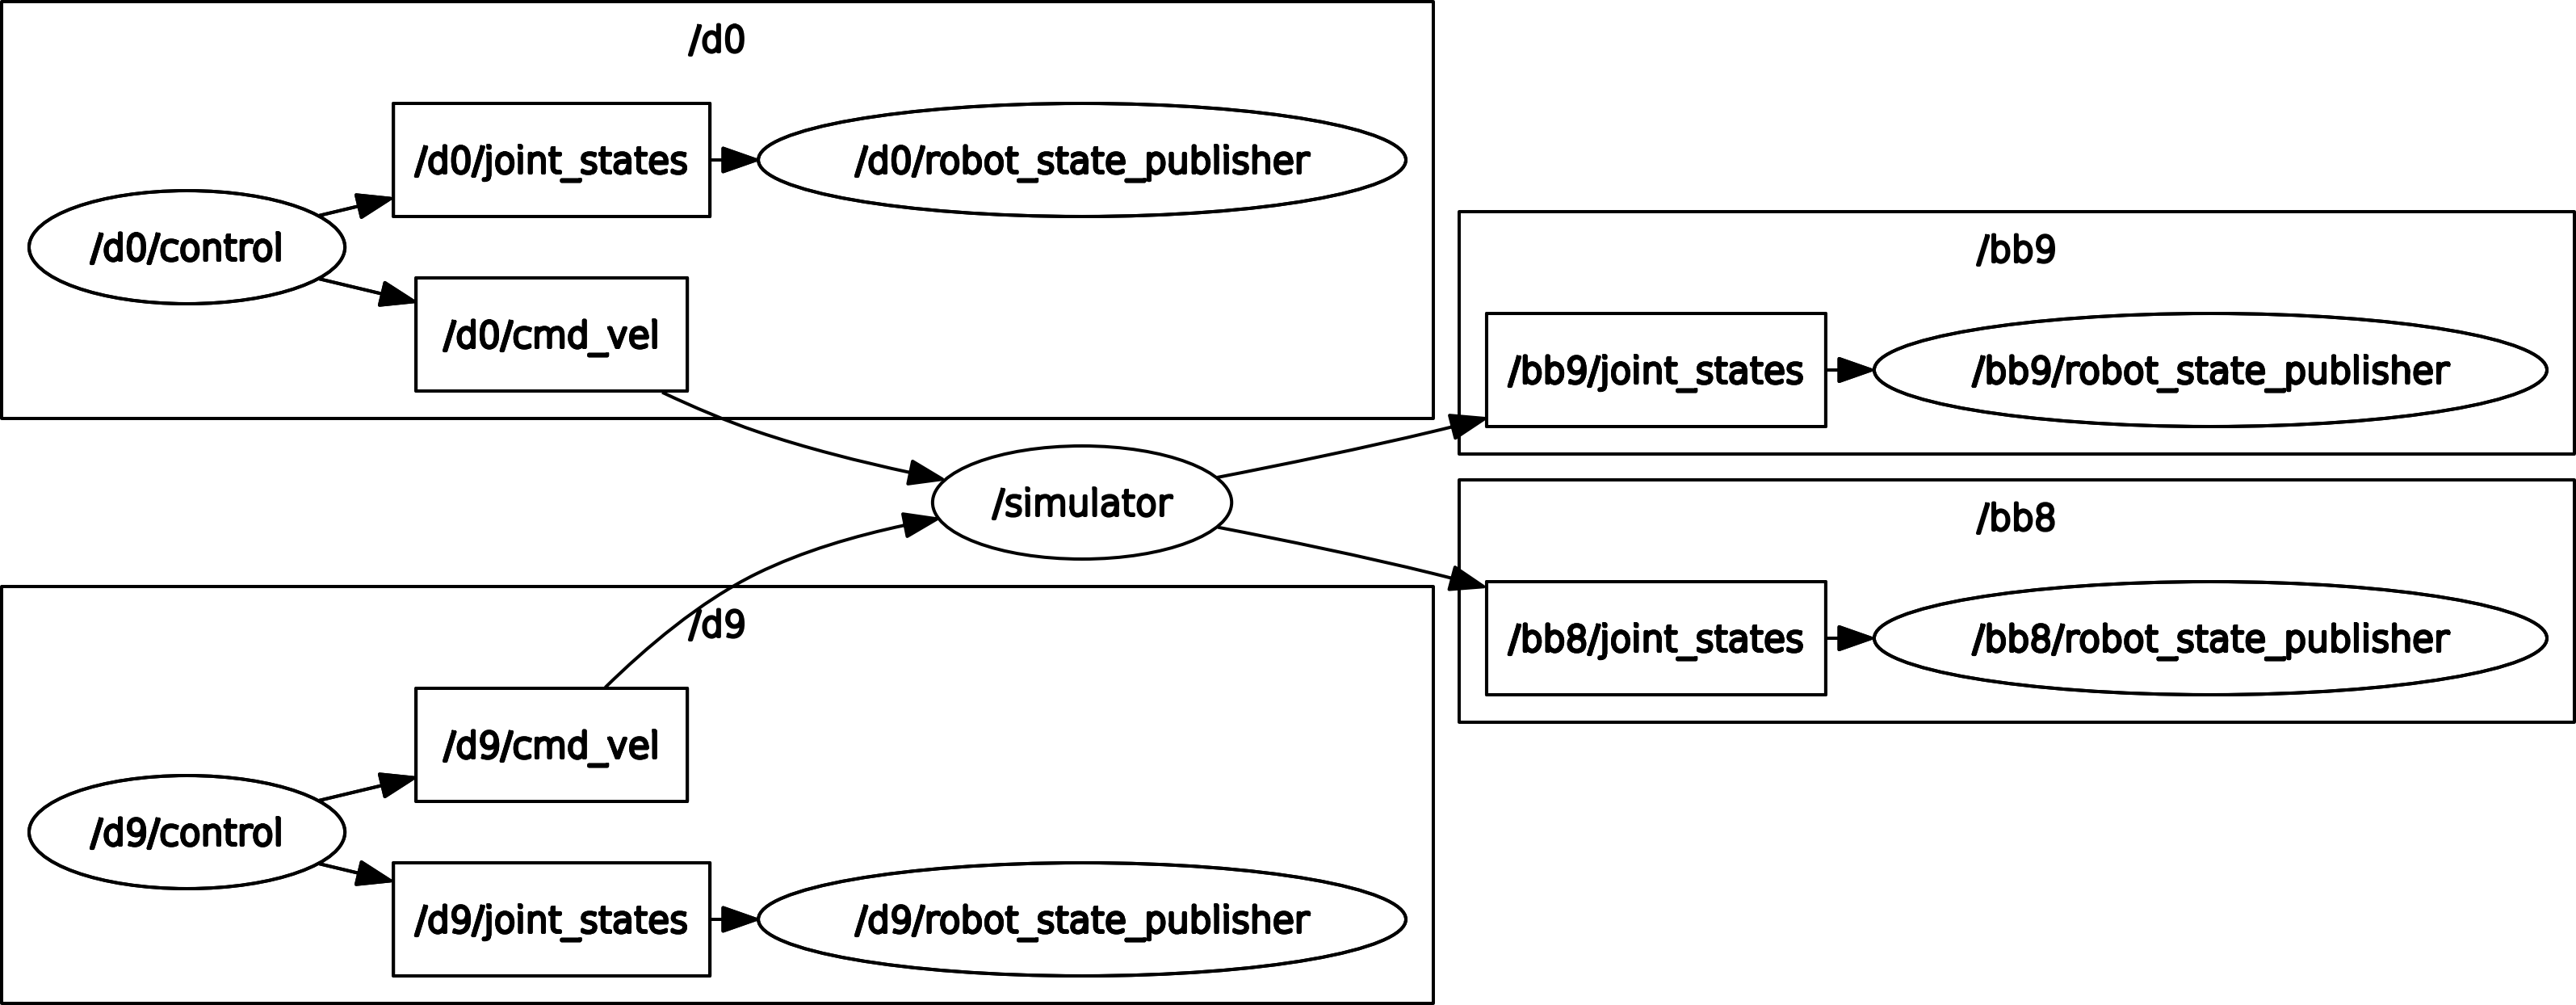 /d0
/d0/joint_states
/d0/robot_state_publisher
/d0/control
/d0/cmd_vel
/bb9
/bb9/joint_states
/bb9/robot_state_publisher
/simulator
/bb8
/bb8/joint_states
/bb8/robot_state_publisher
/d9
/d9/cmd_vel
/d9/control
/d9/joint_states
/d9/robot_state_publisher